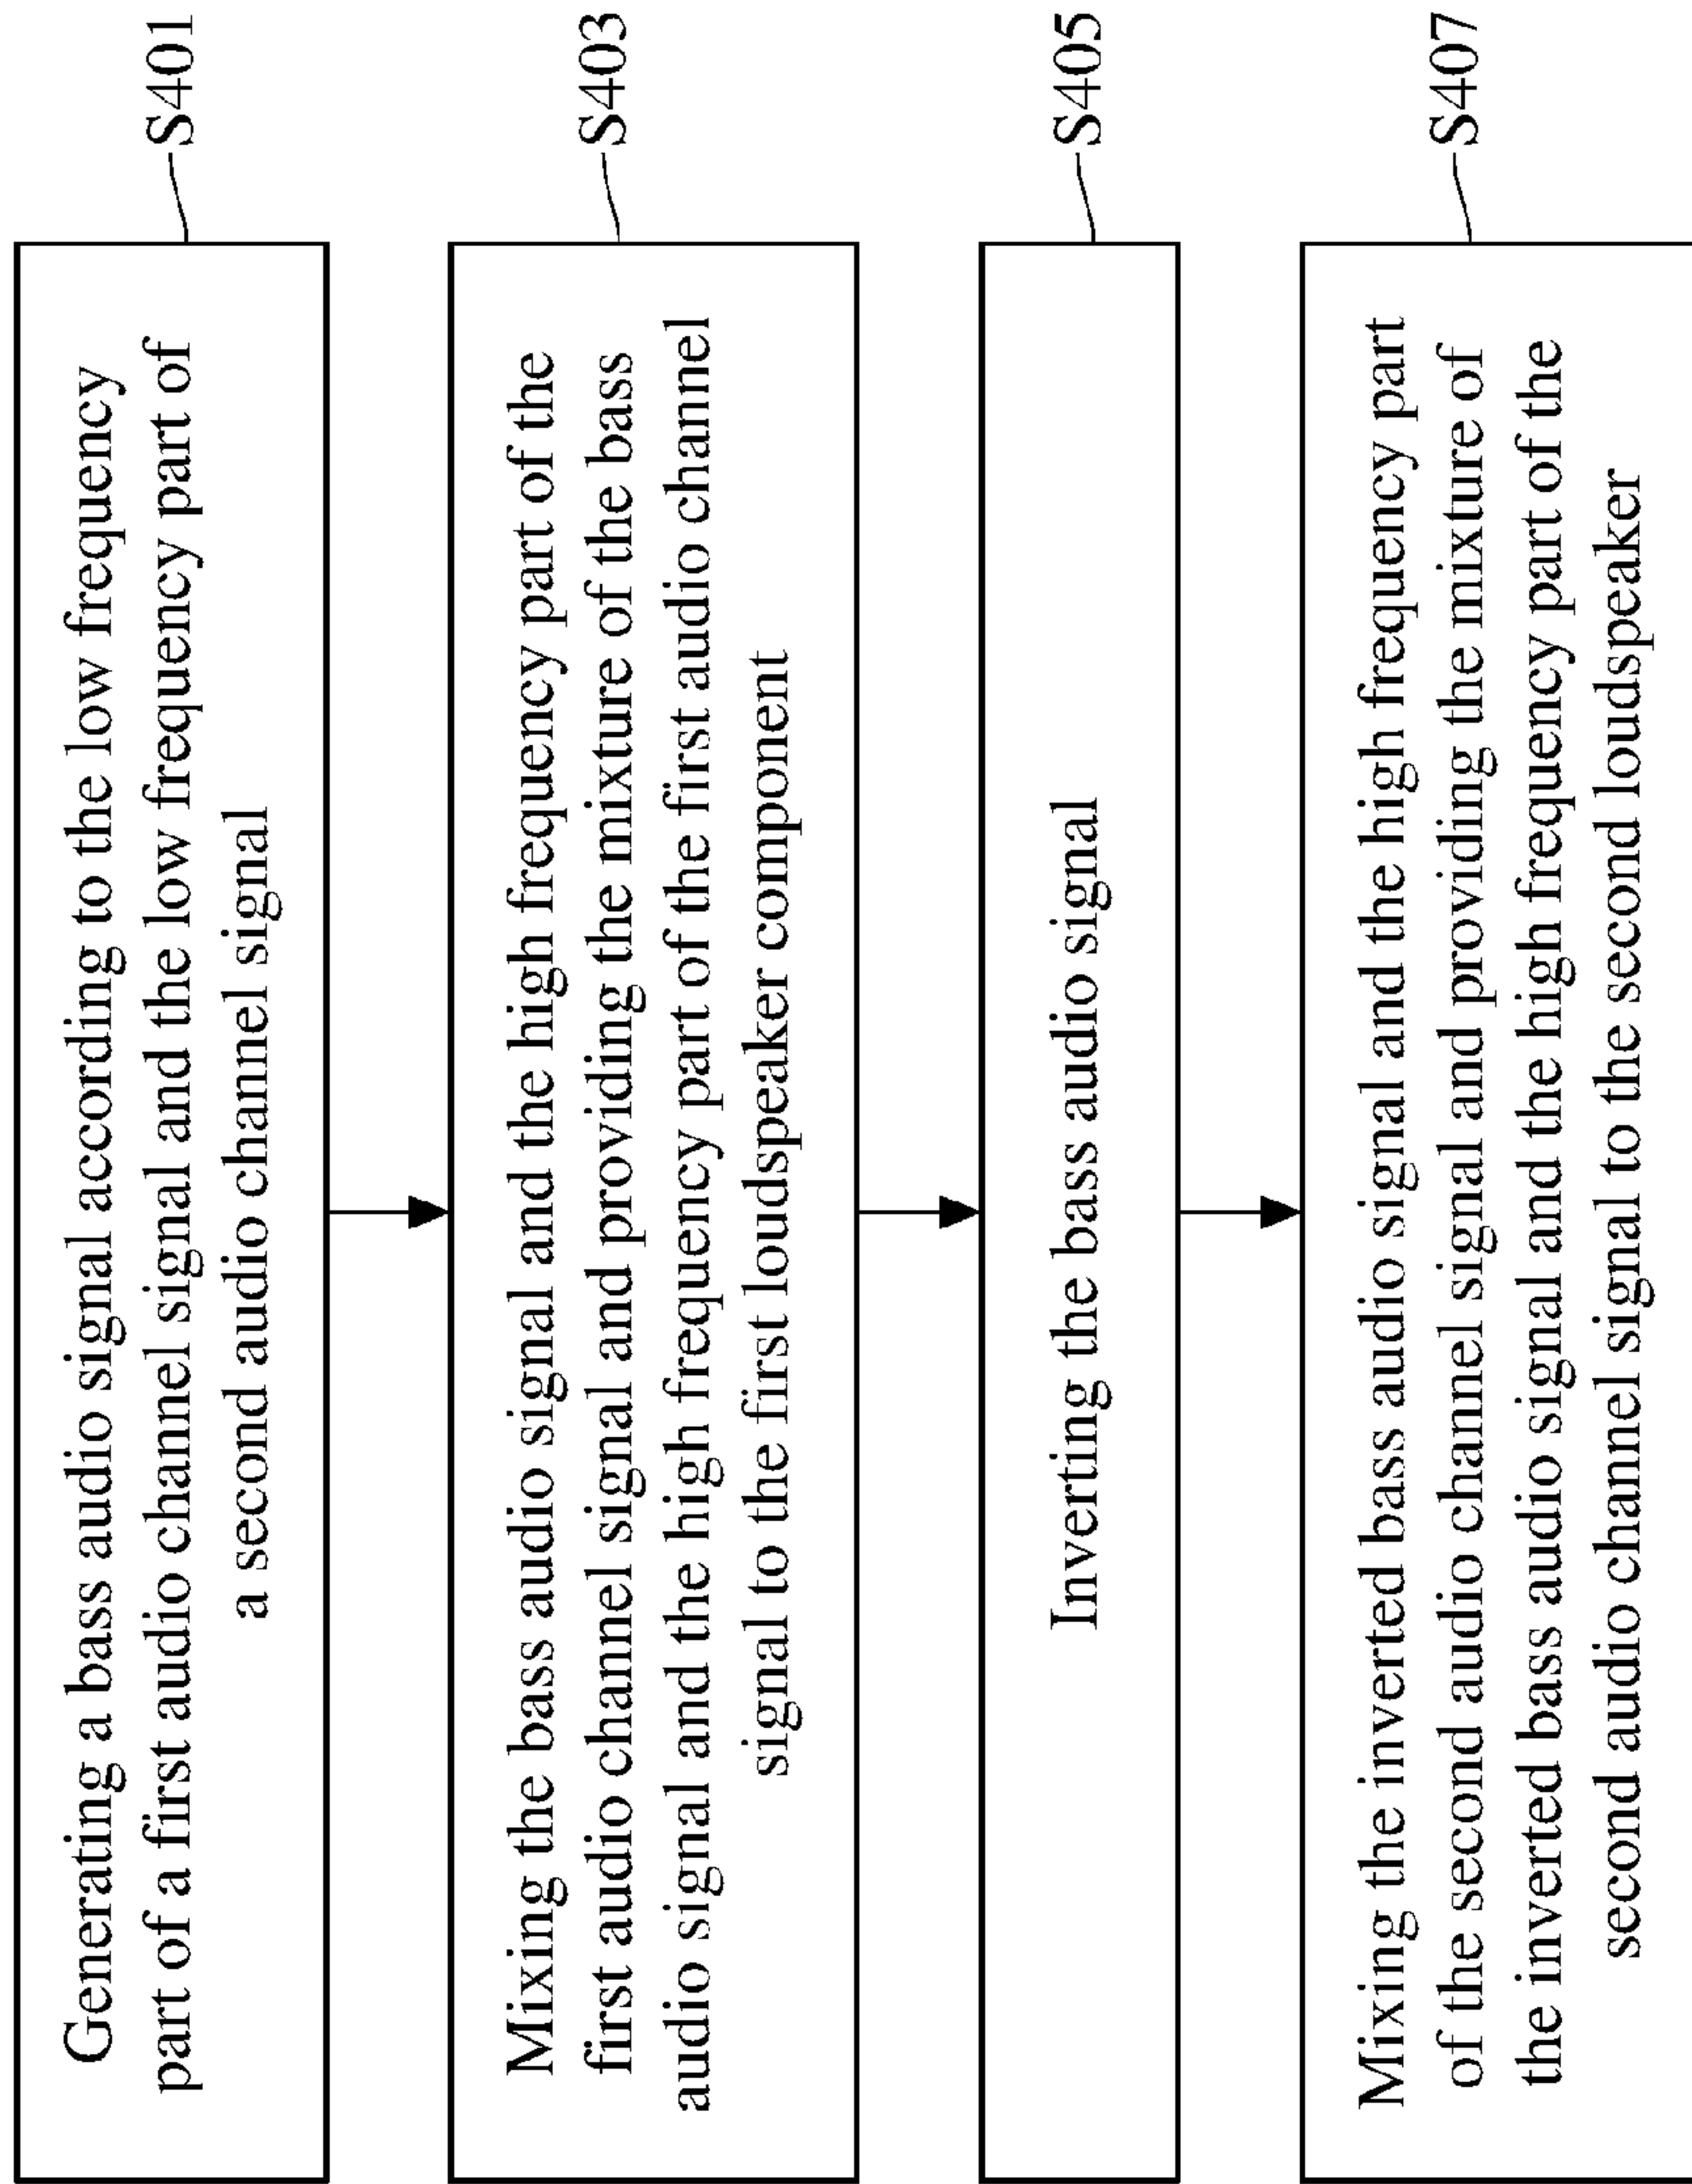 Generating a bass audio signal according to the low frequency
part of a first audio channel signal and the low frequency part of
a second audio channel signal
S401
Mixing the bass audio signal and the high frequency part of the
first audio channel signal and providing the mixture of the bass
audio signal and the high frequency part of the first audio channel
signal to the first loudspeaker component
S403
Inverting the bass audio signal
S405
Mixing the inverted bass audio signal and the high frequency part
of the second audio channel signal and providing the mixture of
the inverted bass audio signal and the high frequency part of the
second audio channel signal to the second loudspeaker
S407